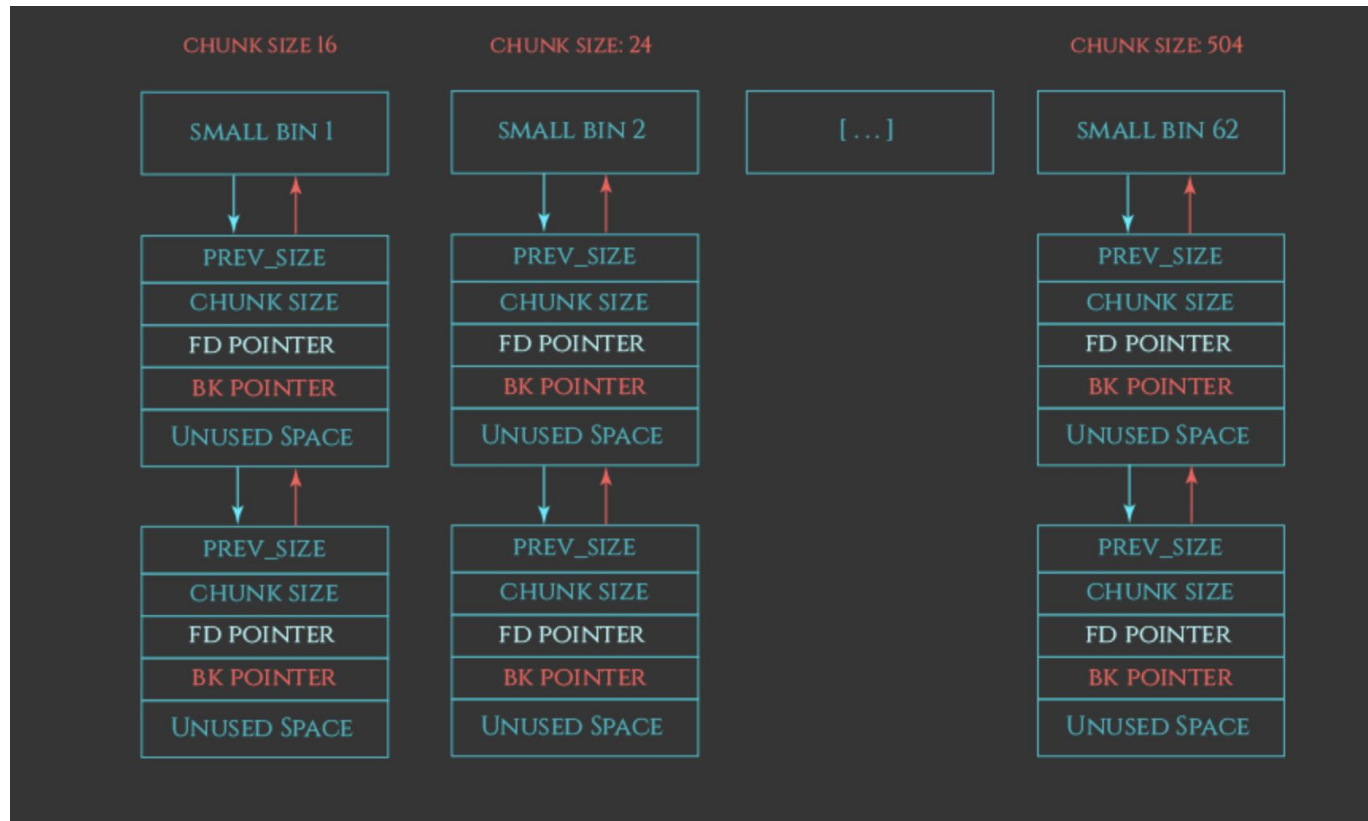 CHUNK SIZE 16
CHUNK SIZE: 24
CHUNK SIZE: 504
SMALL BIN 1
SMALL BIN 2
[ ... ]
SMALL BIN 62
PREV_SIZE
CHUNK SIZE
FD POINTER
BK POINTER
UNUSED SPACE
PREV_SIZE
CHUNK SIZE
FD POINTER
BK POINTER
UNUSED SPACE
PREV_SIZE
CHUNK SIZE
FD POINTER
BK POINTER
UNUSED SPACE
PREV_SIZE
CHUNK SIZE
FD POINTER
BK POINTER
UNUSED SPACE
PREV_SIZE
CHUNK SIZE
FD POINTER
BK POINTER
UNUSED SPACE
PREV_SIZE
CHUNK SIZE
FD POINTER
BK POINTER
UNUSED SPACE